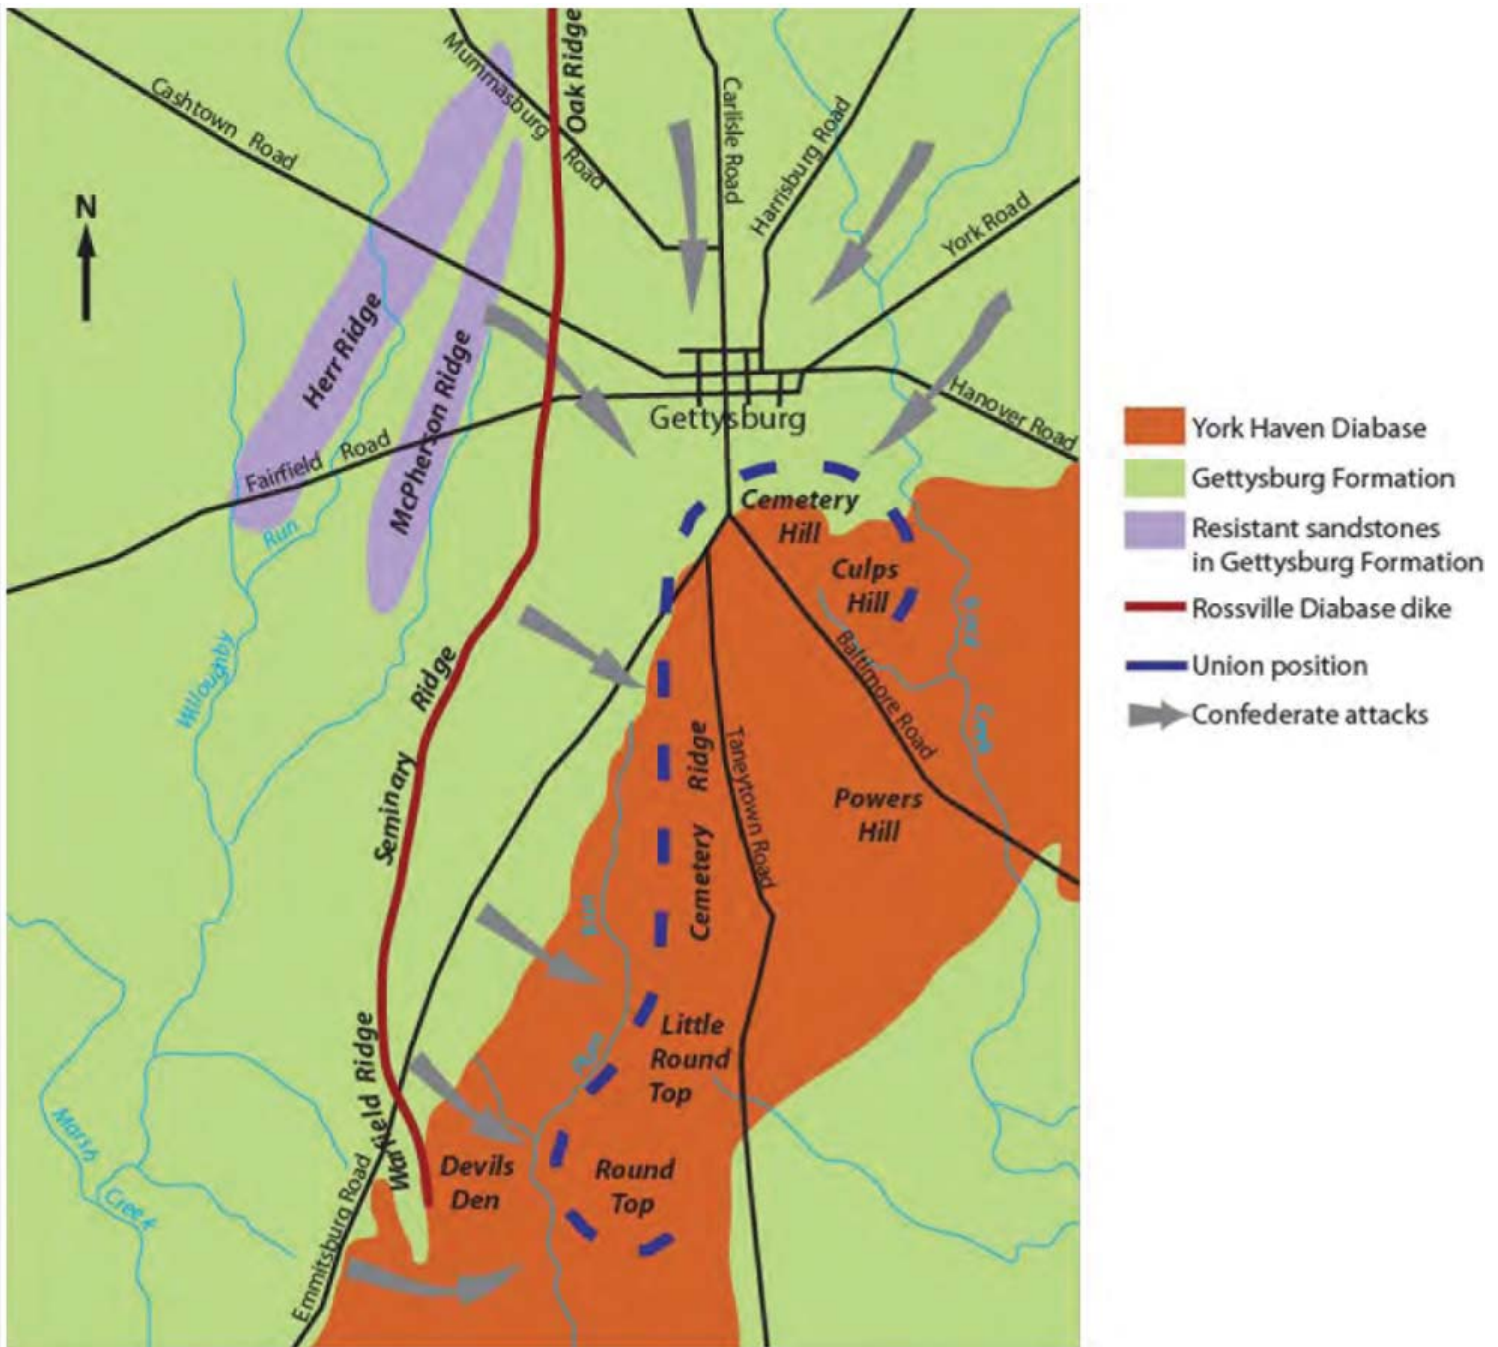 Oak Ridge
Mummasburg
Road
Cashtown Road
Carlisle Road
Harrisburg Road
York Road
N
Herr Ridge
McPherson Ridge
Hanover Road
Gettysburg
Fairfield Road
Run
Willoughby
Cemetery
Hill
Culps
Hill
Baltimore Road
Seminary Ridge
Cemetery Ridge
Taneytown Road
Powers
Hill
Run
Little
Round
Top
Plum
Warfield Ridge
Devils
Den
Round
Top
Marsh
Creek
Emmitsburg Road
Creek
York Haven Diabase
Gettysburg Formation
Resistant sandstones
in Gettysburg Formation
Rossville Diabase dike
Union position
Confederate attacks